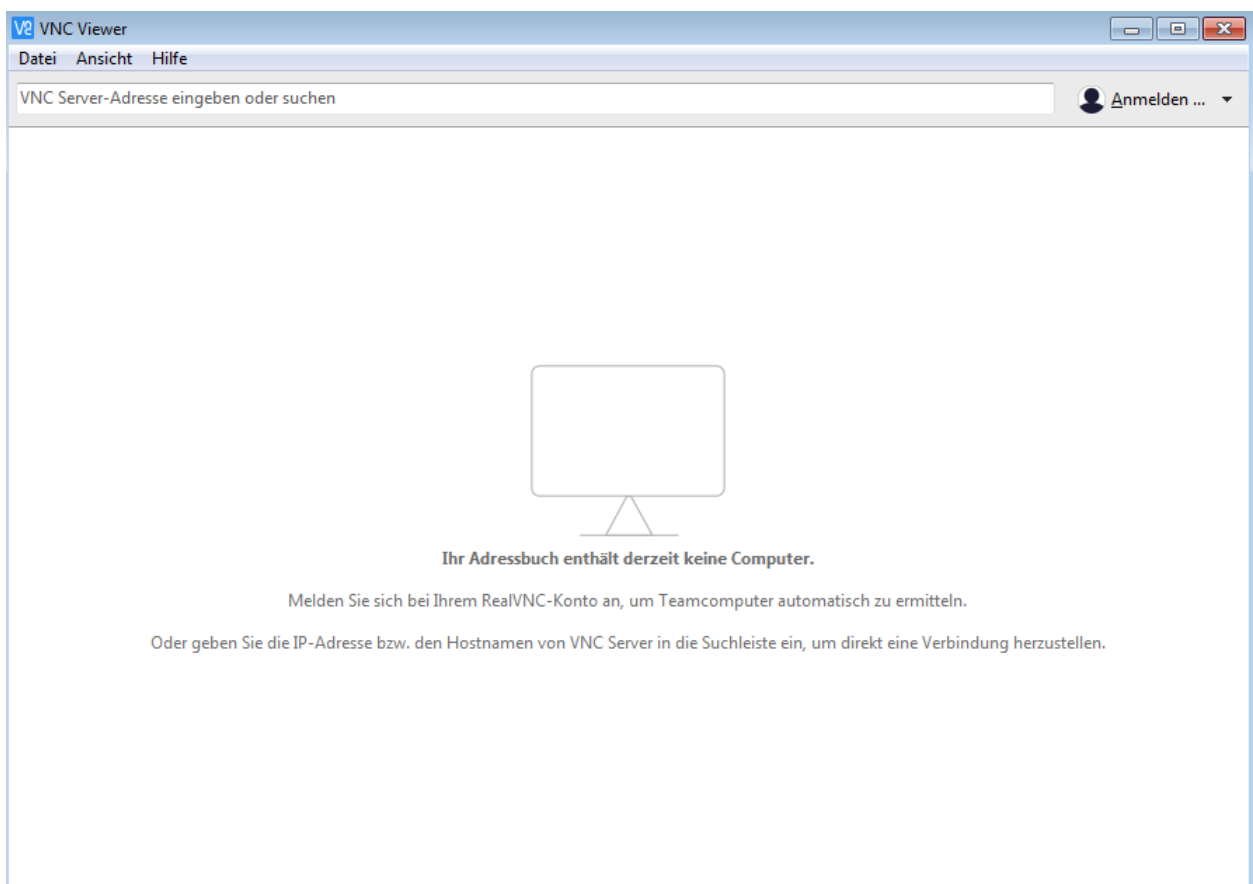 VNC Viewer
Datei Ansicht Hilfe
VNC Server-Adresse eingeben oder suchen
Anmelden ...
Ihr Adressbuch enthält derzeit keine Computer.
Melden Sie sich bei Ihrem RealVNC-Konto an, um Teamcomputer automatisch zu ermitteln.
Oder geben Sie die IP-Adresse bzw. den Hostnamen von VNC Server in die Suchleiste ein, um direkt eine Verbindung herzustellen.